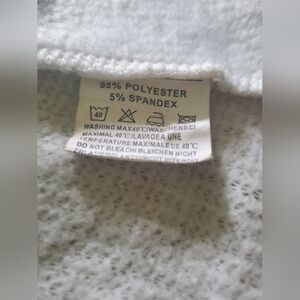 95% POLYESTER
5% SPANDEX
40
WASHING MAX40℃/WASCHENBEI
MAXIMAL 40℃/LAVAGEA UNE
TEMPERATURE MAXIMALE DE 40℃
DO NOT BLEACH/BLEICHEN NICHT